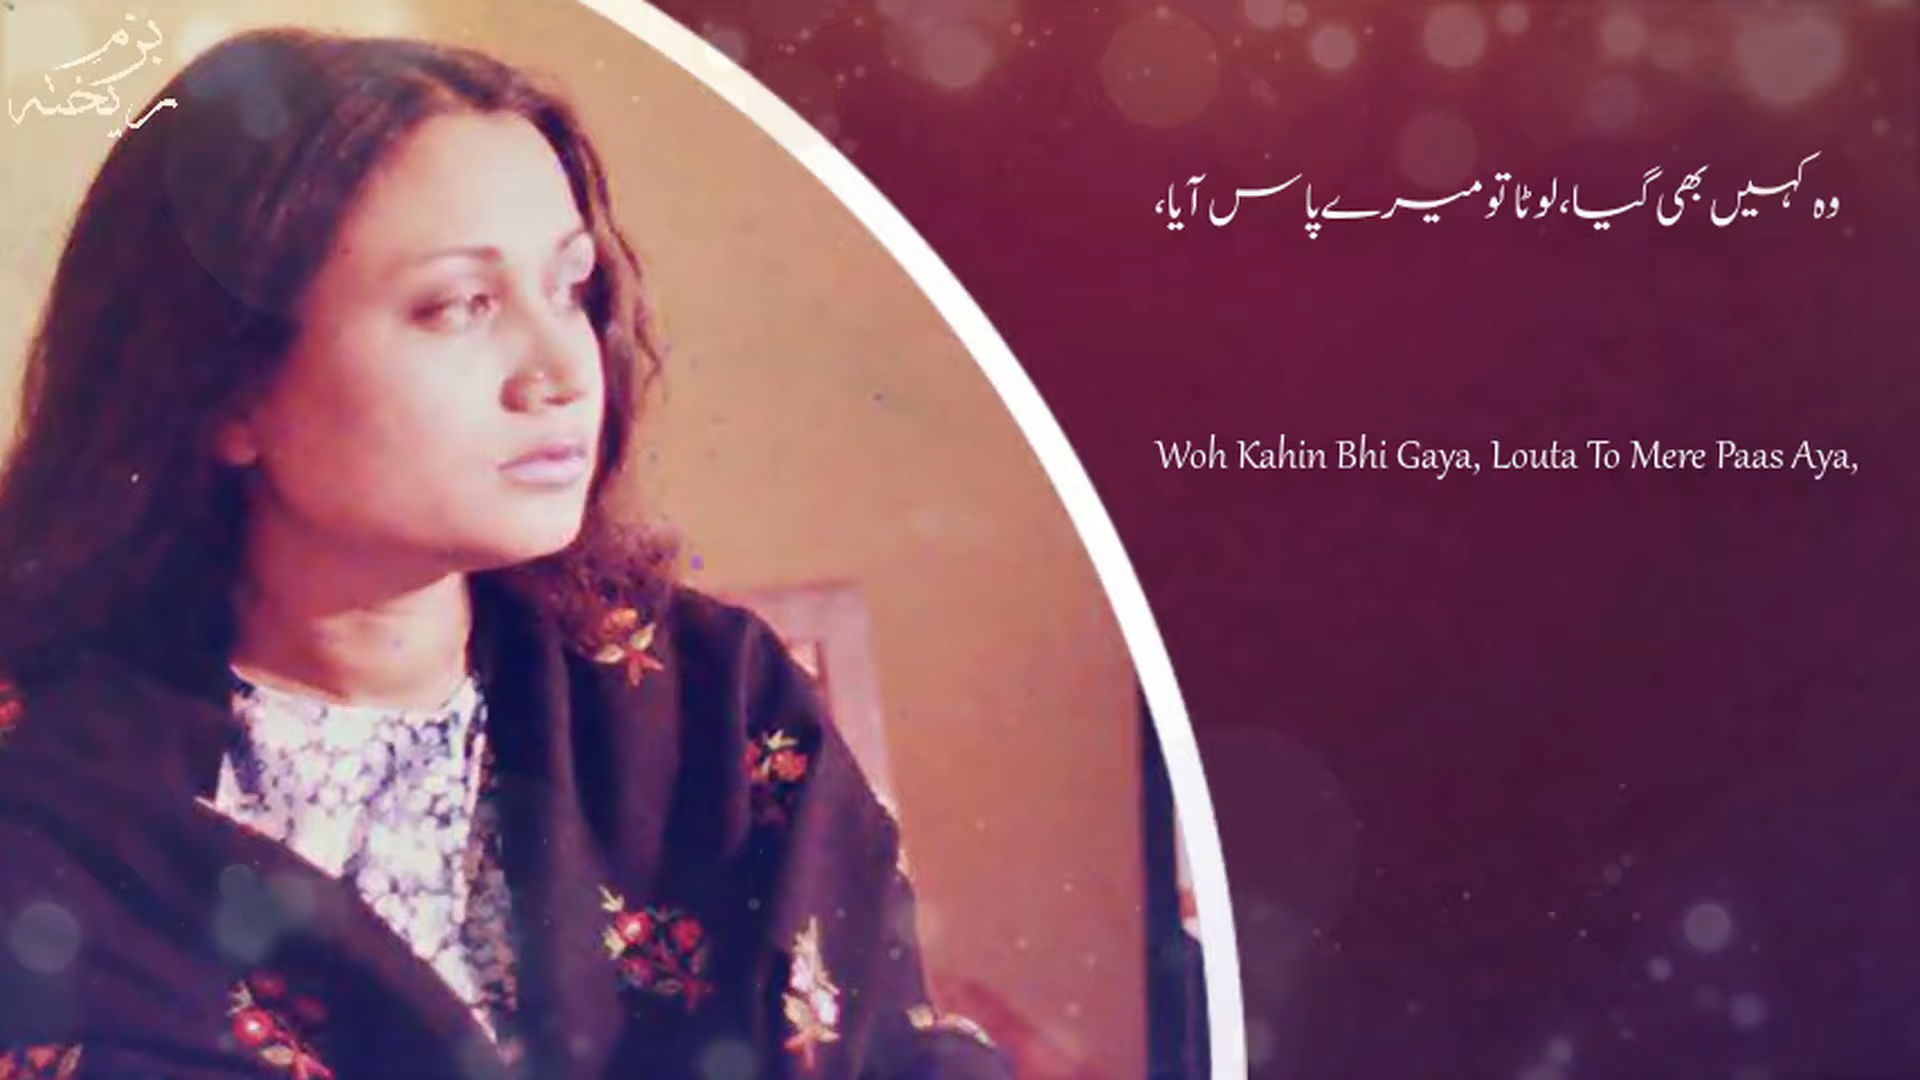 بزم
ریختہ
وہ کہیں بھی گیا، لوٹا تو میرے پاس آیا،
Woh Kahin Bhi Gaya, Louta To Mere Paas Aya,